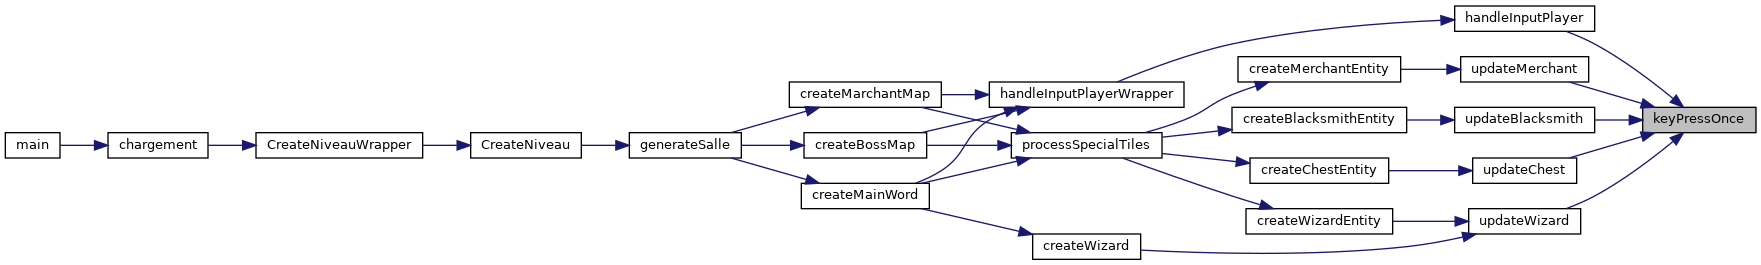 main
chargement
CreateNiveauWrapper
CreateNiveau
generateSalle
createMarchantMap
createBossMap
createMainWord
handleInputPlayerWrapper
processSpecialTiles
createWizard
createMerchantEntity
createBlacksmithEntity
createChestEntity
createWizardEntity
handleInputPlayer
updateMerchant
updateBlacksmith
updateChest
updateWizard
keyPressOnce